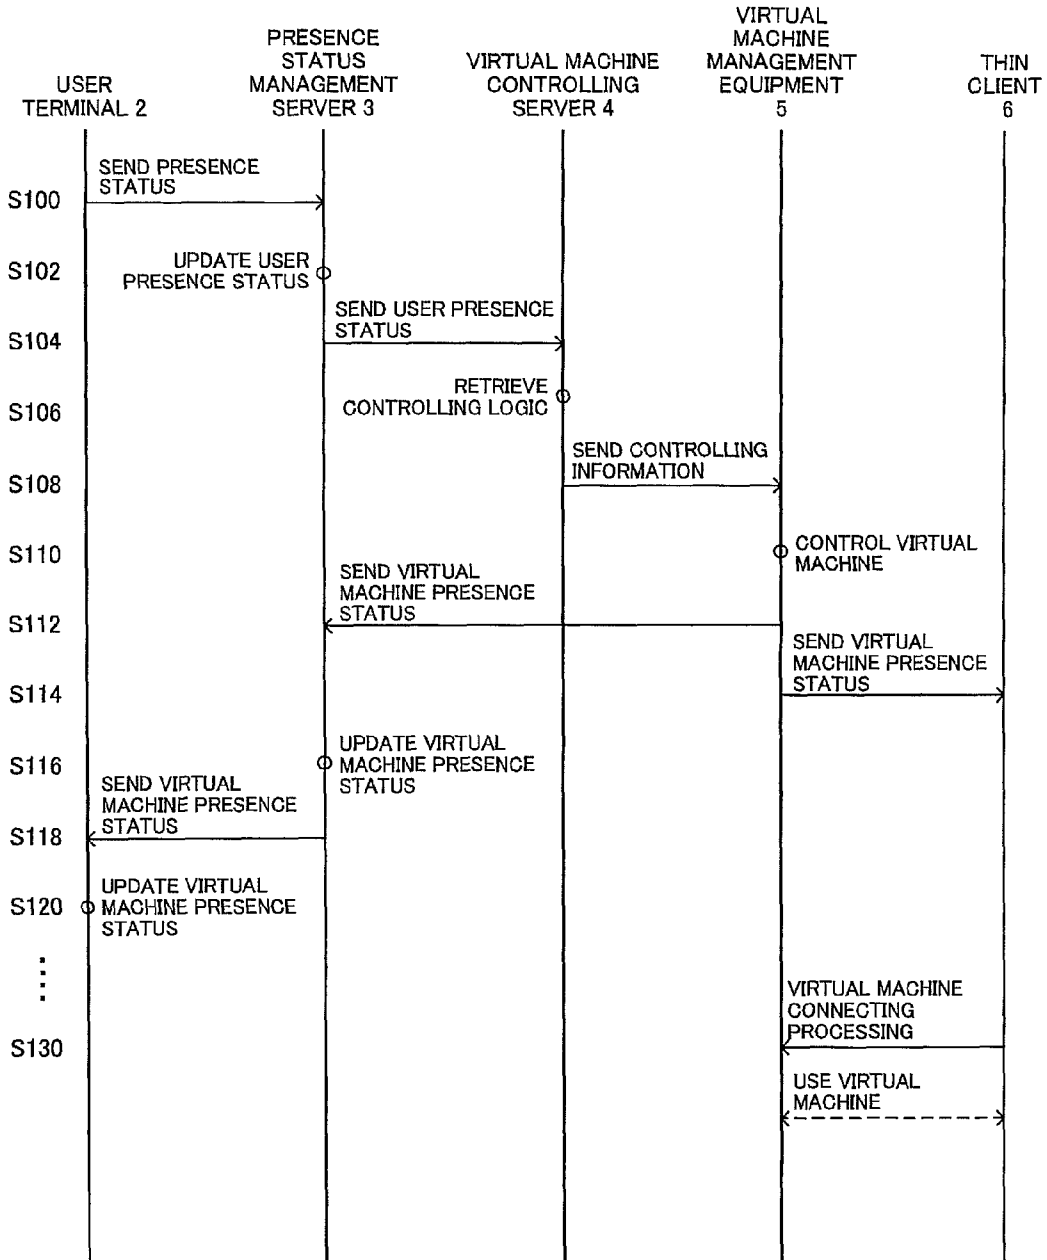 USER
TERMINAL 2
PRESENCE
STATUS
MANAGEMENT
SERVER 3
VIRTUAL MACHINE
CONTROLLING
SERVER 4
VIRTUAL
MACHINE
MANAGEMENT
EQUIPMENT
5
THIN
CLIENT
6
S100
SEND PRESENCE
STATUS
S102
UPDATE USER
PRESENCE STATUS
S104
SEND USER PRESENCE
STATUS
S106
RETRIEVE
CONTROLLING LOGIC
S108
SEND CONTROLLING
INFORMATION
S110
CONTROL VIRTUAL
MACHINE
S112
SEND VIRTUAL
MACHINE PRESENCE
STATUS
S114
SEND VIRTUAL
MACHINE PRESENCE
STATUS
S116
UPDATE VIRTUAL
MACHINE PRESENCE
STATUS
S118
SEND VIRTUAL
MACHINE PRESENCE
STATUS
S120
UPDATE VIRTUAL
MACHINE PRESENCE
STATUS
S130
VIRTUAL MACHINE
CONNECTING
PROCESSING
USE VIRTUAL
MACHINE